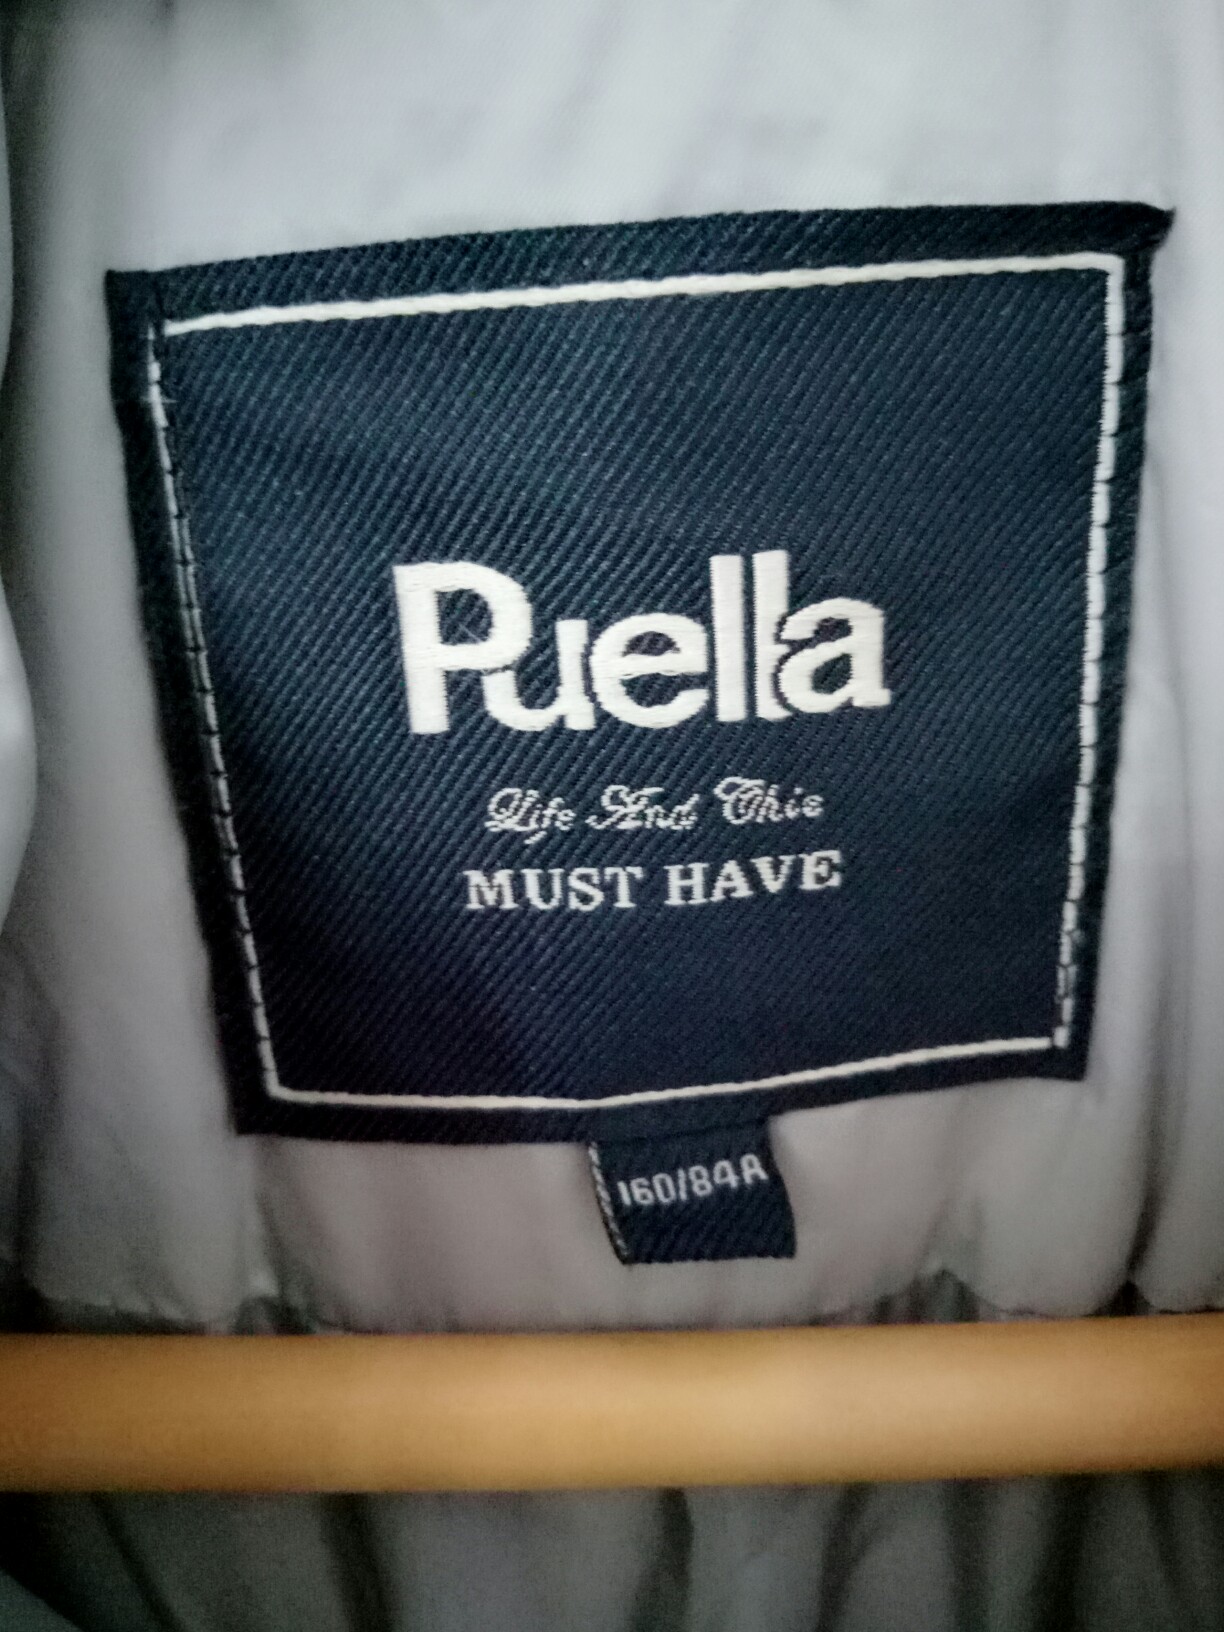 Puella
Life And Chic
MUST HAVE
160/84A